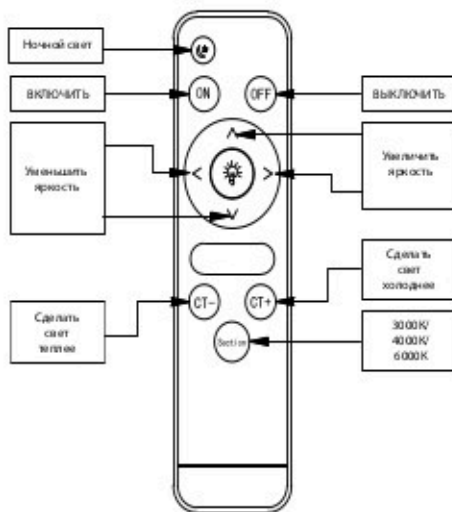 Ночной свет
ВКЛЮЧИТЬ
ON
OFF
ВЫКЛЮЧИТЬ
Уменьшить
яркость
Увеличить
яркость
Сделать
свет
теплее
CT-
CT+
Сделать
свет
холоднее
Section
3000K/
4000K/
6000K